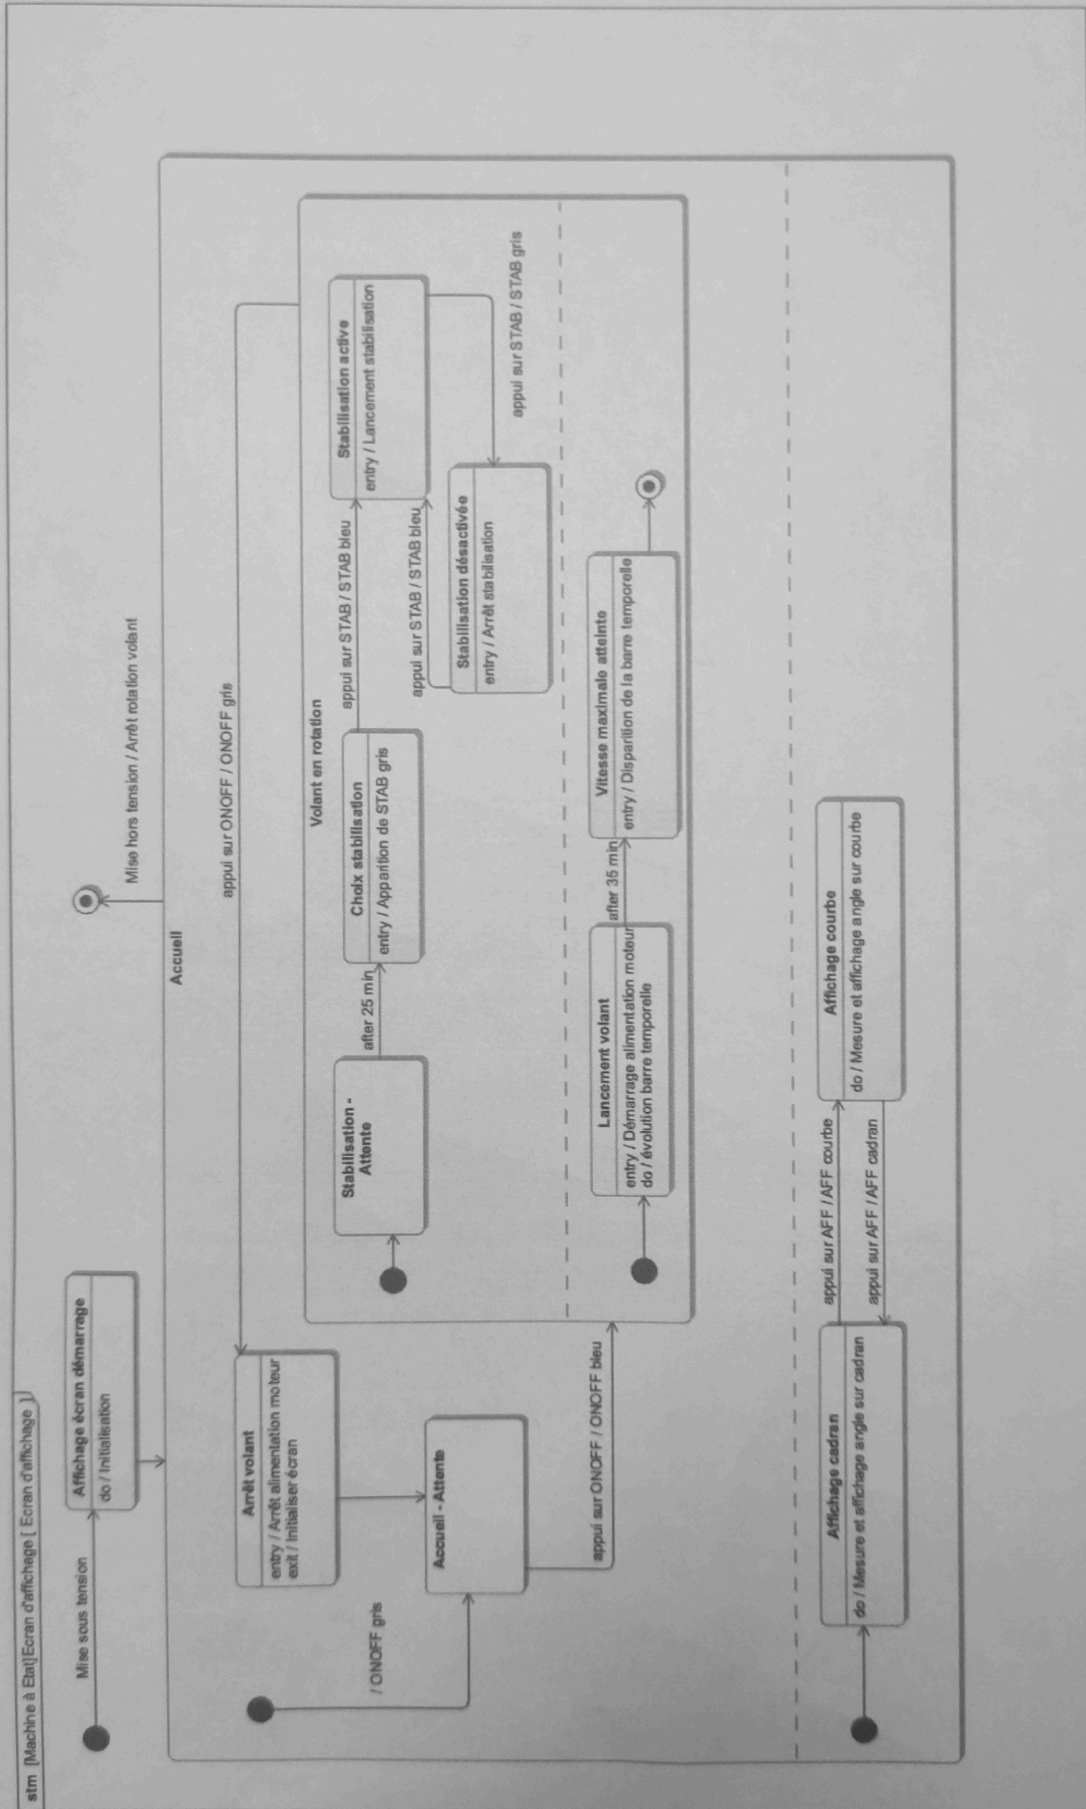 stm [Machine à Etat]Ecran d'affichage [ Ecran d'affichage ]
Mise sous tension
Affichage écran démarrage
do / Initialisation
Mise hors tension / Arrêt rotation volant
Accueil
appui sur ONOFF / ONOFF gris
/ ONOFF gris
Arrêt volant
entry / Arrêt alimentation moteur
exit / Initialiser écran
Accueil - Attente
appui sur ONOFF / ONOFF bleu
Volant en rotation
Stabilisation -
Attente
after 25 min
Choix stabilisation
entry / Apparition de STAB gris
appui sur STAB / STAB bleu
Stabilisation active
entry / Lancement stabilisation
appui sur STAB / STAB bleu
Stabilisation désactivée
entry / Arrêt stabilisation
appui sur STAB / STAB gris
Lancement volant
entry / Démarrage alimentation moteur
do / évolution barre temporelle
after 35 min
Vitesse maximale atteinte
entry / Disparition de la barre temporelle
Affichage cadran
do / Mesure et affichage angle sur cadran
appui sur AFF / AFF courbe
appui sur AFF / AFF cadran
Affichage courbe
do / Mesure et affichage angle sur courbe